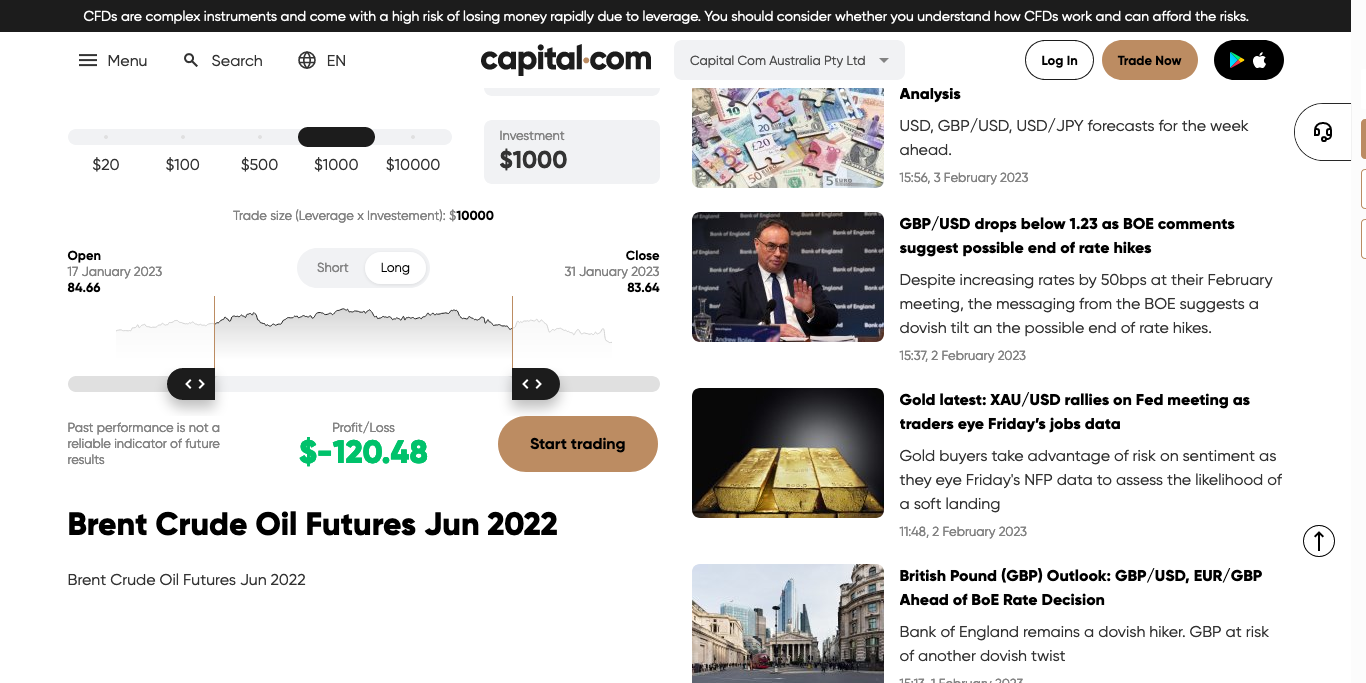 CFDs are complex instruments and come with a high risk of losing money rapidly due to leverage. You should consider whether you understand how CFDs work and can afford the risks.
Menu
Search
EN
capital.com
Capital Com Australia Pty Ltd
Log In
Trade Now
Investment
$1000
$20
$100
$500
$1000
$10000
Trade size (Leverage x Investement): $10000
Open
17 January 2023
84.66
Short
Long
Close
31 January 2023
83.64
Past performance is not a
reliable indicator of future
results
Profit/Loss
$-120.48
Start trading
Brent Crude Oil Futures Jun 2022
Brent Crude Oil Futures Jun 2022
Analysis
USD, GBP/USD, USD/JPY forecasts for the week
ahead.
15:56, 3 February 2023
GBP/USD drops below 1.23 as BOE comments
suggest possible end of rate hikes
Despite increasing rates by 50bps at their February
meeting, the messaging from the BOE suggests a
dovish tilt an the possible end of rate hikes.
15:37, 2 February 2023
Gold latest: XAU/USD rallies on Fed meeting as
traders eye Friday's jobs data
Gold buyers take advantage of risk on sentiment as
they eye Friday's NFP data to assess the likelihood of
a soft landing
11:48, 2 February 2023
British Pound (GBP) Outlook: GBP/USD, EUR/GBP
Ahead of BoE Rate Decision
Bank of England remains a dovish hiker. GBP at risk
of another dovish twist
15:13, 1 February 2023